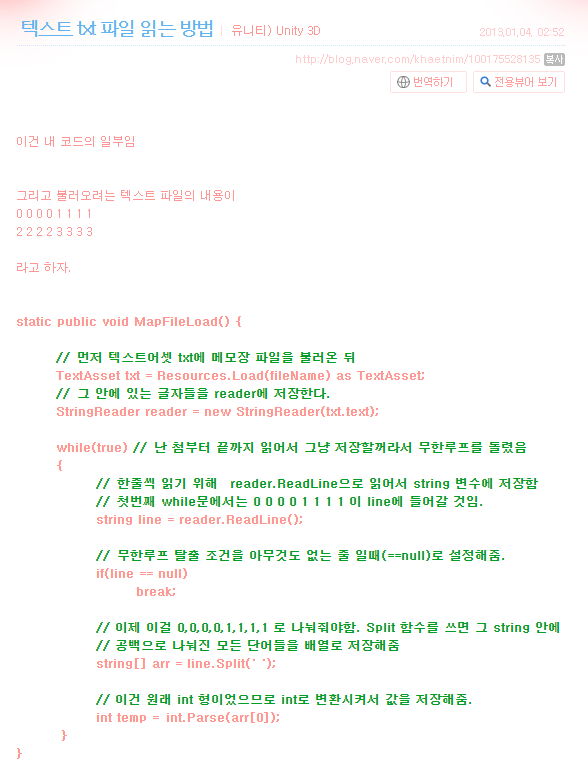 텍스트 txt 파일 읽는 방법 | 유니티) Unity 3D
2013.01.04. 02:52
http://blog.naver.com/khaetnim/100175528135 복사
번역하기 전용뷰어 보기
이건 내 코드의 일부임
그리고 불러오려는 텍스트 파일의 내용이
0 0 0 0 1 1 1 1
2 2 2 2 3 3 3 3
라고 하자.
static public void MapFileLoad() {
// 먼저 텍스트어셋 txt에 메모장 파일을 불러온 뒤
TextAsset txt = Resources.Load(fileName) as TextAsset;
// 그 안에 있는 글자들을 reader에 저장한다.
StringReader reader = new StringReader(txt.text);
while(true) // 난 첨부터 끝까지 읽어서 그냥 저장할꺼라서 무한루프를 돌렸음
{
// 한줄씩 읽기 위해 reader.ReadLine으로 읽어서 string 변수에 저장함
// 첫번째 while문에서는 0 0 0 0 1 1 1 1 이 line에 들어갈 것임.
string line = reader.ReadLine();
// 무한루프 탈출 조건을 아무것도 없는 줄 일때(==null)로 설정해줌.
if(line == null)
break;
// 이제 이걸 0,0,0,0,1,1,1,1 로 나눠줘야함. Split 함수를 쓰면 그 string 안에
// 공백으로 나눠진 모든 단어들을 배열로 저장해줌
string[] arr = line.Split(' ');
// 이건 원래 int 형이었으므로 int로 변환시켜서 값을 저장해줌.
int temp = int.Parse(arr[0]);
}
}